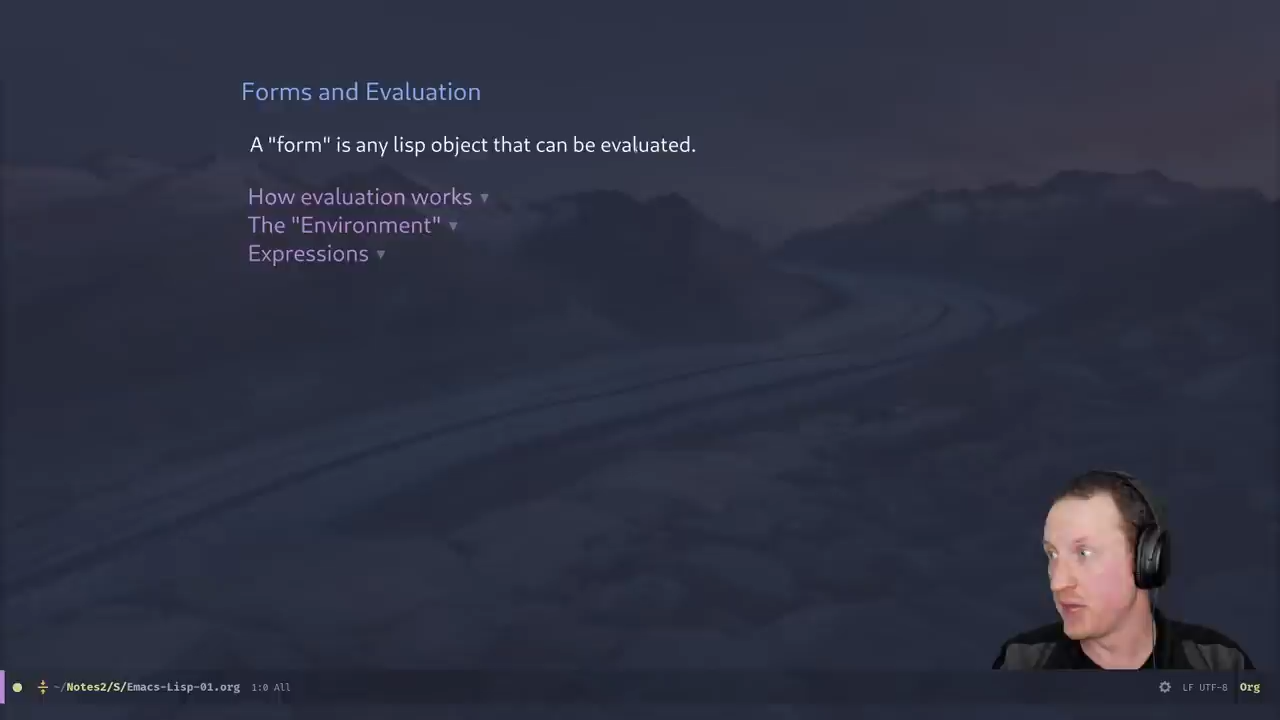 Forms and Evaluation
A "form" is any lisp object that can be evaluated.
How evaluation works ▾
The "Environment" ▾
Expressions ▾
~/Notes2/S/Emacs-Lisp-01.org 1:0 All LF UTF-8 Org